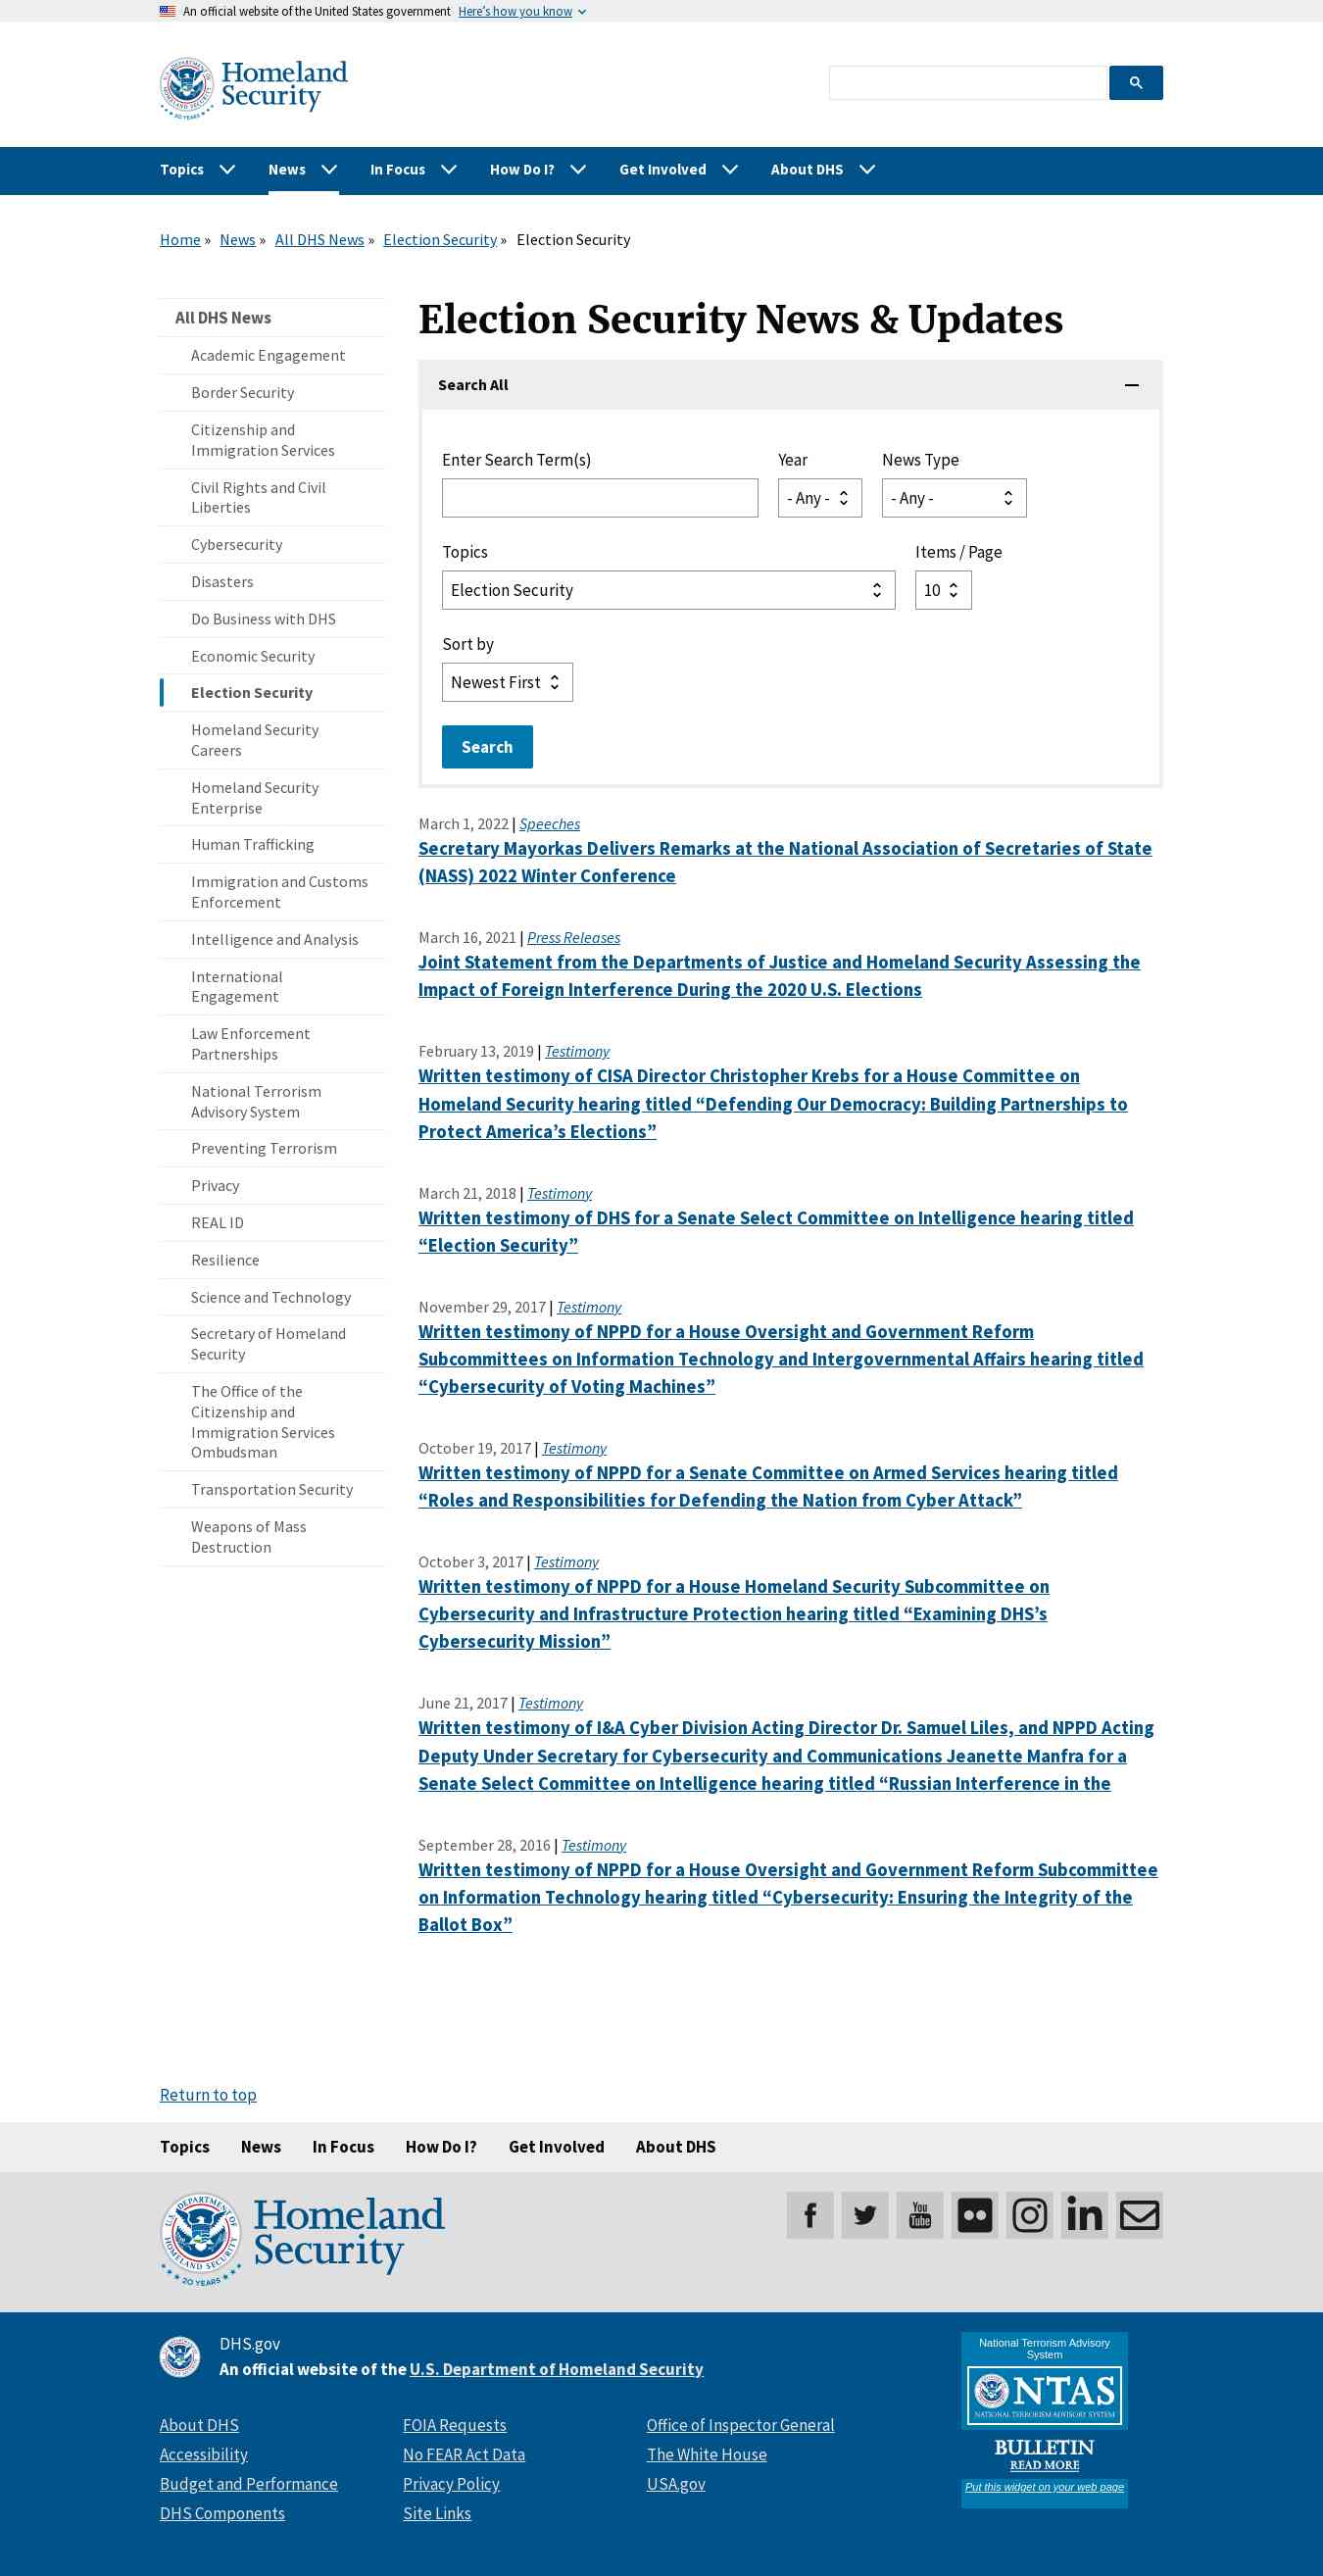 An official website of the United States government Here's how you know
Homeland
Security
Topics News In Focus How Do I? Get Involved About DHS
Home » News » All DHS News » Election Security » Election Security
All DHS News
Academic Engagement
Border Security
Citizenship and
Immigration Services
Civil Rights and Civil
Liberties
Cybersecurity
Disasters
Do Business with DHS
Economic Security
Election Security
Homeland Security
Careers
Homeland Security
Enterprise
Human Trafficking
Immigration and Customs
Enforcement
Intelligence and Analysis
International
Engagement
Law Enforcement
Partnerships
National Terrorism
Advisory System
Preventing Terrorism
Privacy
REAL ID
Resilience
Science and Technology
Secretary of Homeland
Security
The Office of the
Citizenship and
Immigration Services
Ombudsman
Transportation Security
Weapons of Mass
Destruction
Election Security News & Updates
Search All
Enter Search Term(s) Year News Type
- Any - - Any -
Topics Items / Page
Election Security 10
Sort by
Newest First
Search
March 1, 2022 | Speeches
Secretary Mayorkas Delivers Remarks at the National Association of Secretaries of State
(NASS) 2022 Winter Conference
March 16, 2021 | Press Releases
Joint Statement from the Departments of Justice and Homeland Security Assessing the
Impact of Foreign Interference During the 2020 U.S. Elections
February 13, 2019 | Testimony
Written testimony of CISA Director Christopher Krebs for a House Committee on
Homeland Security hearing titled “Defending Our Democracy: Building Partnerships to
Protect America’s Elections”
March 21, 2018 | Testimony
Written testimony of DHS for a Senate Select Committee on Intelligence hearing titled
“Election Security”
November 29, 2017 | Testimony
Written testimony of NPPD for a House Oversight and Government Reform
Subcommittees on Information Technology and Intergovernmental Affairs hearing titled
“Cybersecurity of Voting Machines”
October 19, 2017 | Testimony
Written testimony of NPPD for a Senate Committee on Armed Services hearing titled
“Roles and Responsibilities for Defending the Nation from Cyber Attack”
October 3, 2017 | Testimony
Written testimony of NPPD for a House Homeland Security Subcommittee on
Cybersecurity and Infrastructure Protection hearing titled “Examining DHS’s
Cybersecurity Mission”
June 21, 2017 | Testimony
Written testimony of I&A Cyber Division Acting Director Dr. Samuel Liles, and NPPD Acting
Deputy Under Secretary for Cybersecurity and Communications Jeanette Manfra for a
Senate Select Committee on Intelligence hearing titled “Russian Interference in the
September 28, 2016 | Testimony
Written testimony of NPPD for a House Oversight and Government Reform Subcommittee
on Information Technology hearing titled “Cybersecurity: Ensuring the Integrity of the
Ballot Box”
Return to top
Topics News In Focus How Do I? Get Involved About DHS
U.S. DEPARTMENT OF
HOMELAND SECURITY
20 YEARS
Homeland
Security
You
Tube
in
DHS.gov
An official website of the U.S. Department of Homeland Security
About DHS FOIA Requests Office of Inspector General
Accessibility No FEAR Act Data The White House
Budget and Performance Privacy Policy USA.gov
DHS Components Site Links
National Terrorism Advisory
System
NTAS
NATIONAL TERRORISM ADVISORY SYSTEM
BULLETIN
READ MORE
Put this widget on your web page